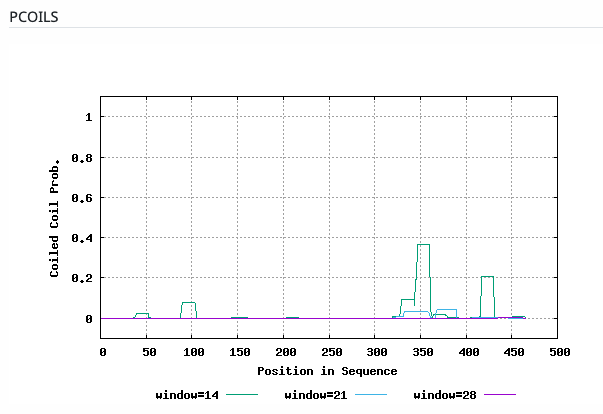 PCOILS
1
0.8
0.6
0.4
0.2
0
Coiled Coil Prob.
0 50 100 150 200 250 300 350 400 450 500
Position in Sequence
window=14 window=21 window=28